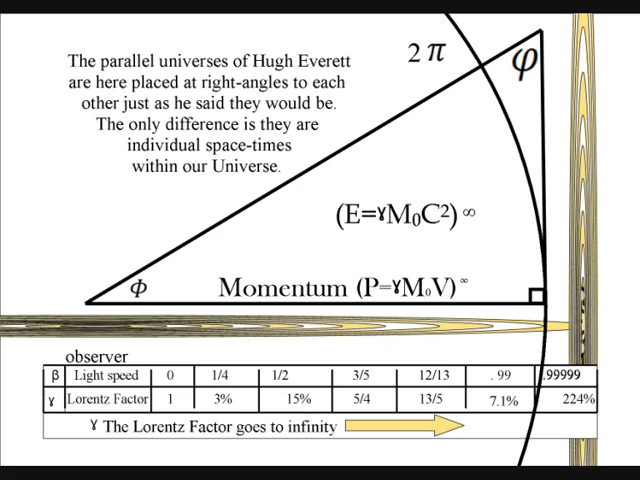 The parallel universes of Hugh Everett
are here placed at right-angles to each
other just as he said they would be.
The only difference is they are
individual space-times
within our Universe.
2 π
φ
(E=ɤM₀C²) ∞
Φ
Momentum (P=ɤM₀V) ∞
observer
β Light speed 0 1/4 1/2 3/5 12/13 . 99 .99999
ɤ Lorentz Factor 1 3% 15% 5/4 13/5 7.1% 224%
ɤ The Lorentz Factor goes to infinity